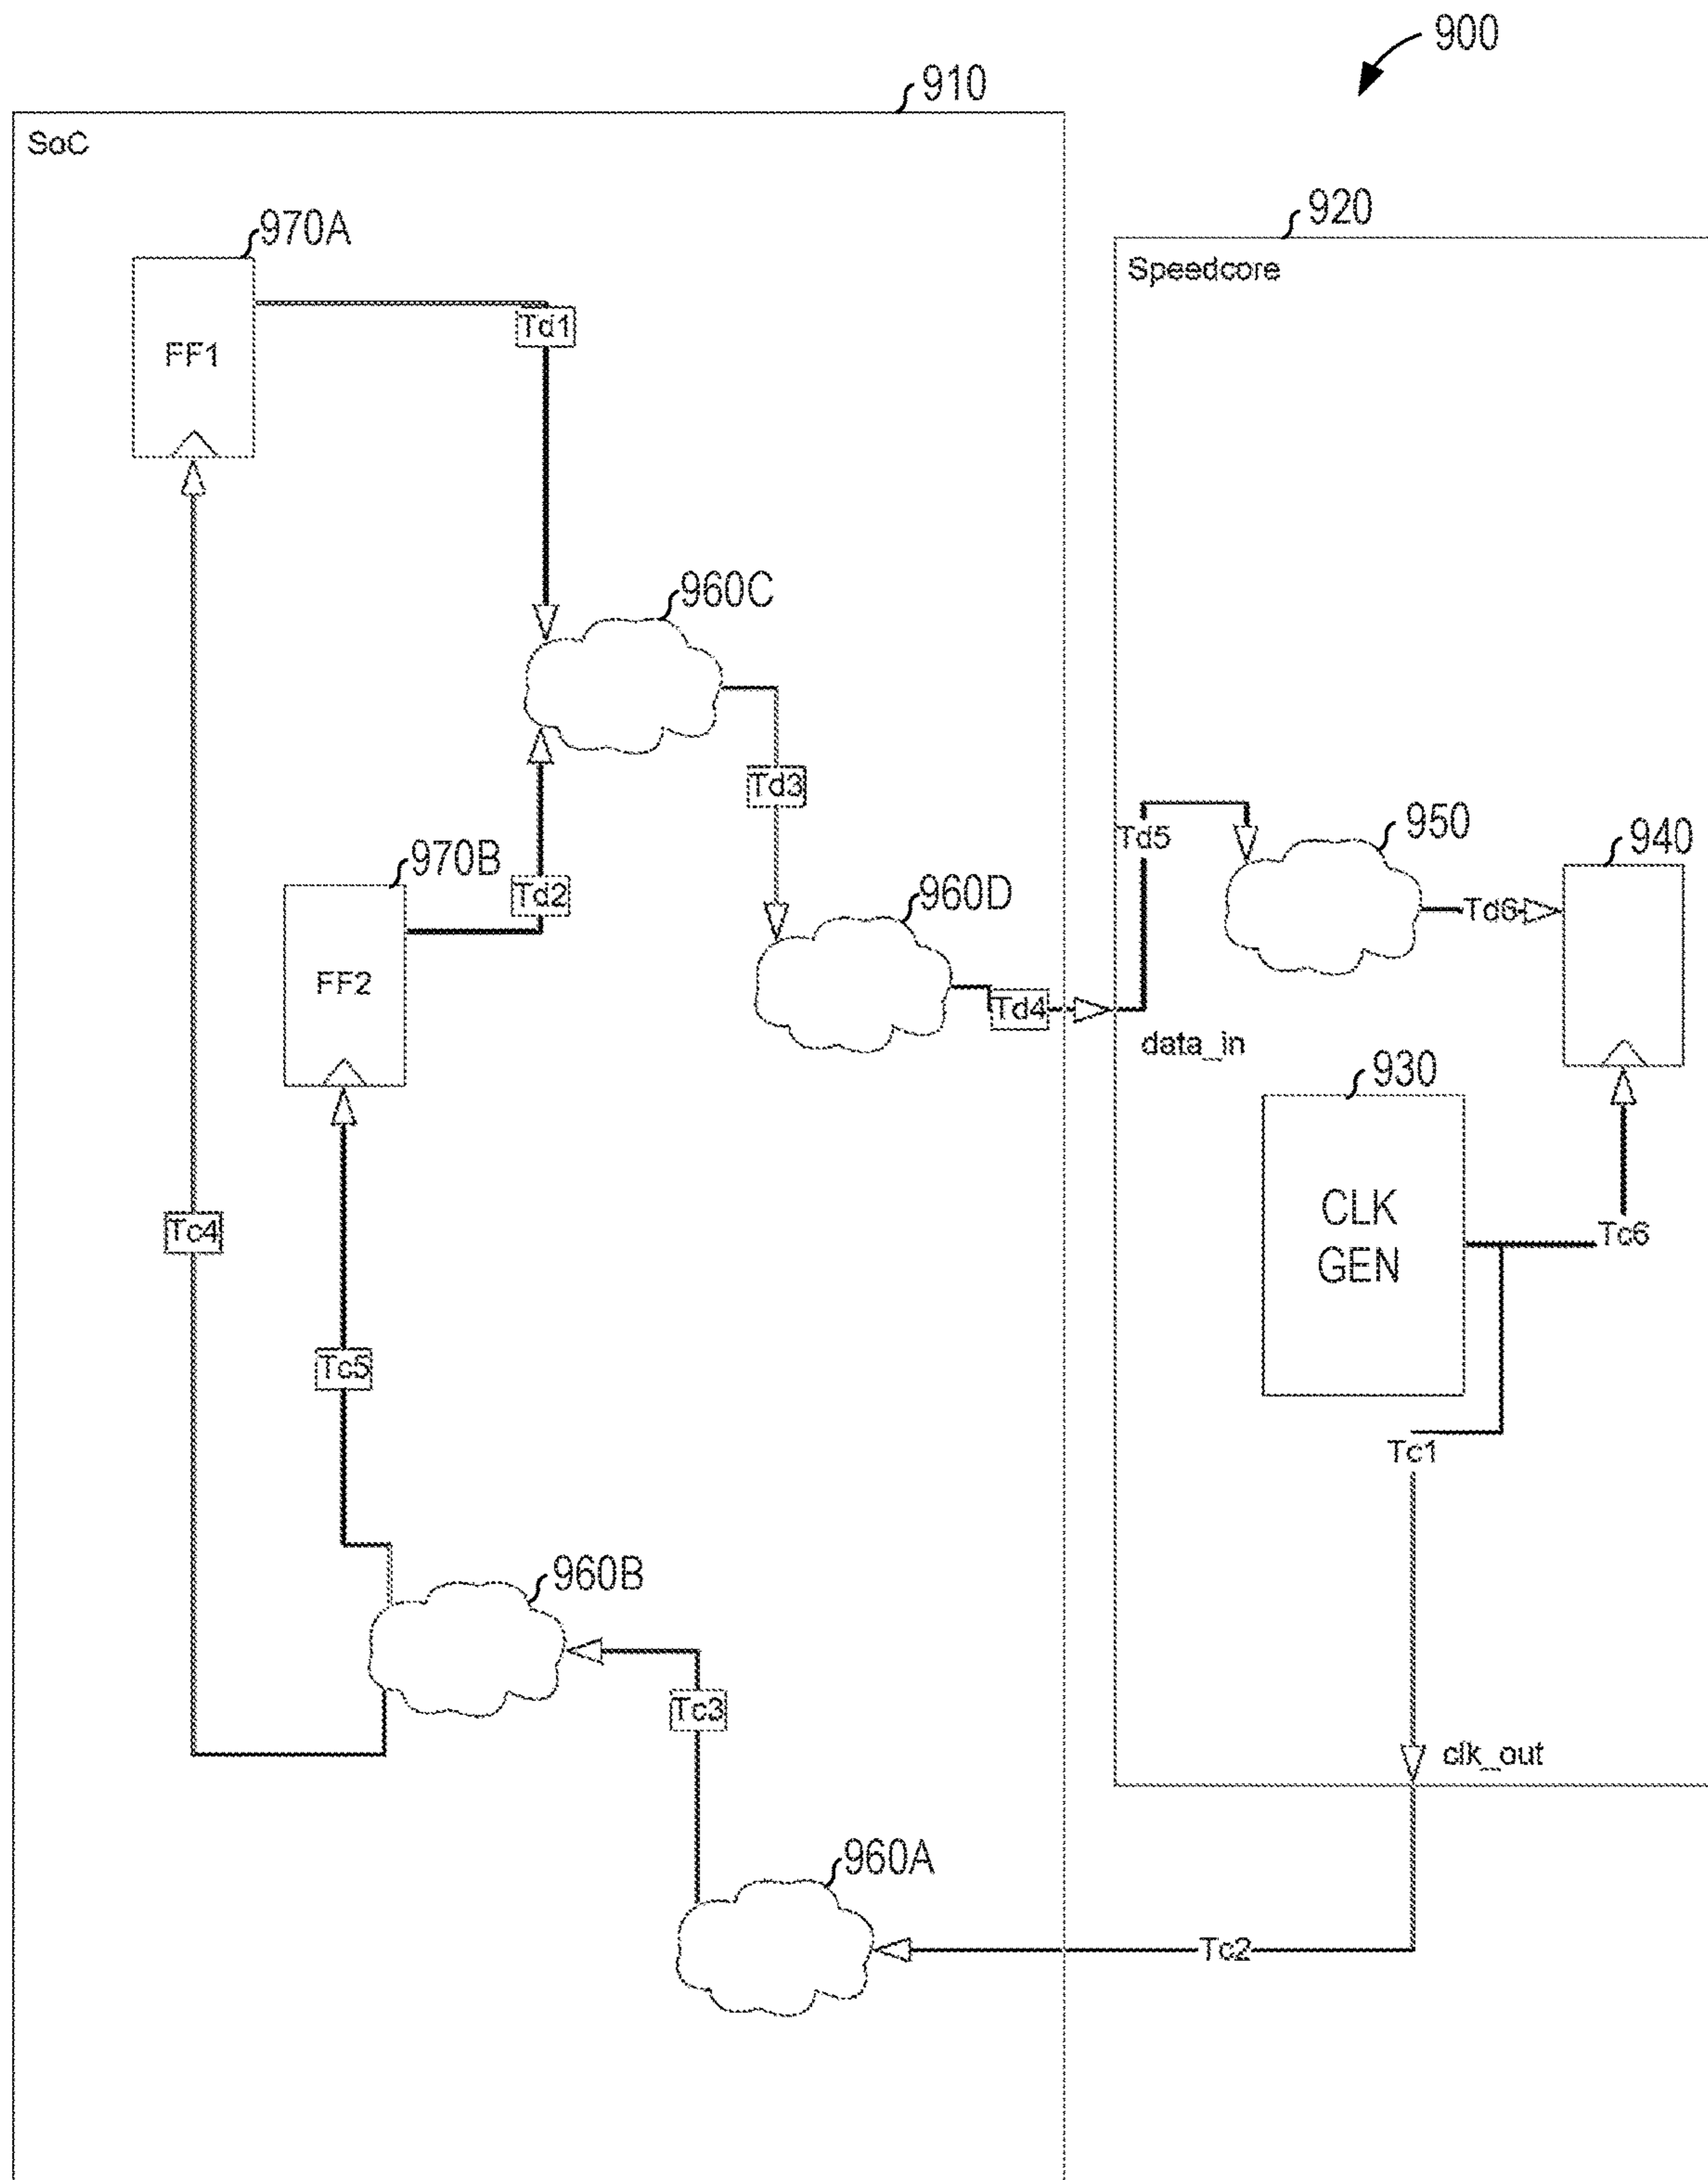 900
910
SoC
920
970A
Speedcore
Td1
FF1
960C
Td3
950
Td5
940
970B
Td2
960D
Td6
FF2
Td4
data_in
930
CLK
GEN
Tc4
Tc6
Tc5
Tc1
960B
Tc3
clk_out
960A
Tc2